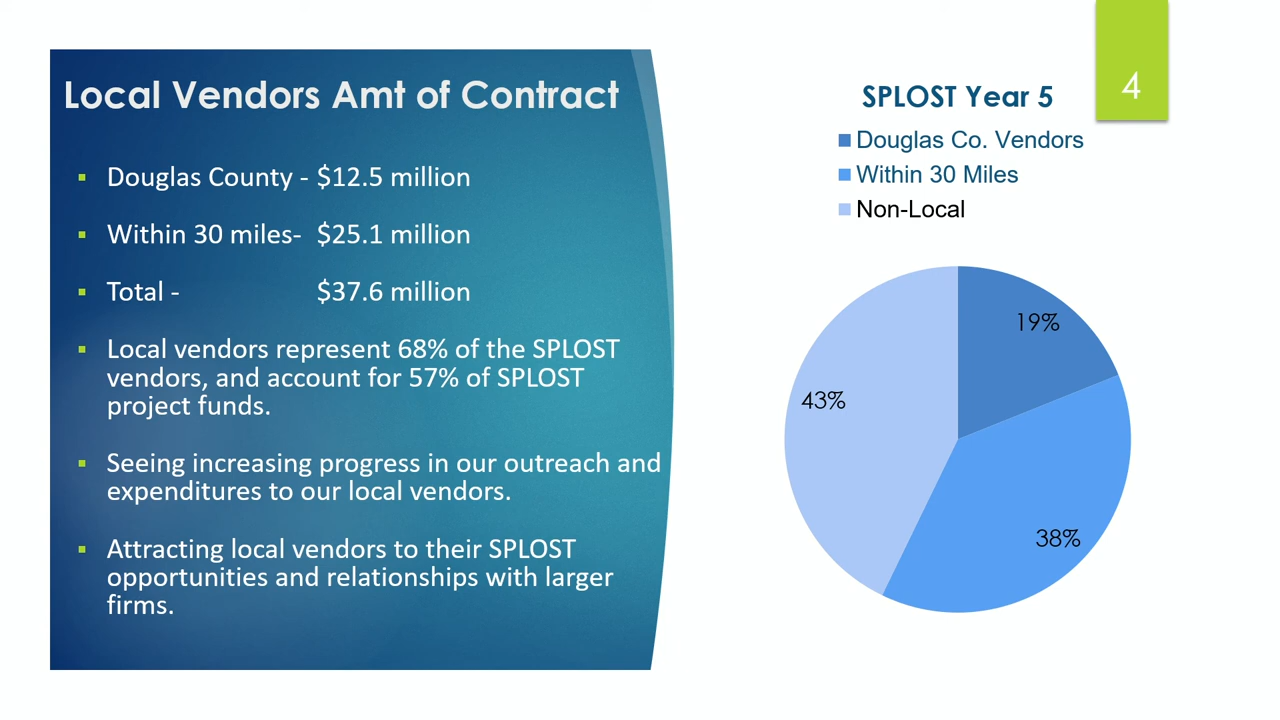 Local Vendors Amt of Contract
▪ Douglas County - $12.5 million
▪ Within 30 miles- $25.1 million
▪ Total - $37.6 million
▪ Local vendors represent 68% of the SPLOST
vendors, and account for 57% of SPLOST
project funds.
▪ Seeing increasing progress in our outreach and
expenditures to our local vendors.
▪ Attracting local vendors to their SPLOST
opportunities and relationships with larger
firms.
4
SPLOST Year 5
Douglas Co. Vendors
Within 30 Miles
Non-Local
19%
43%
38%